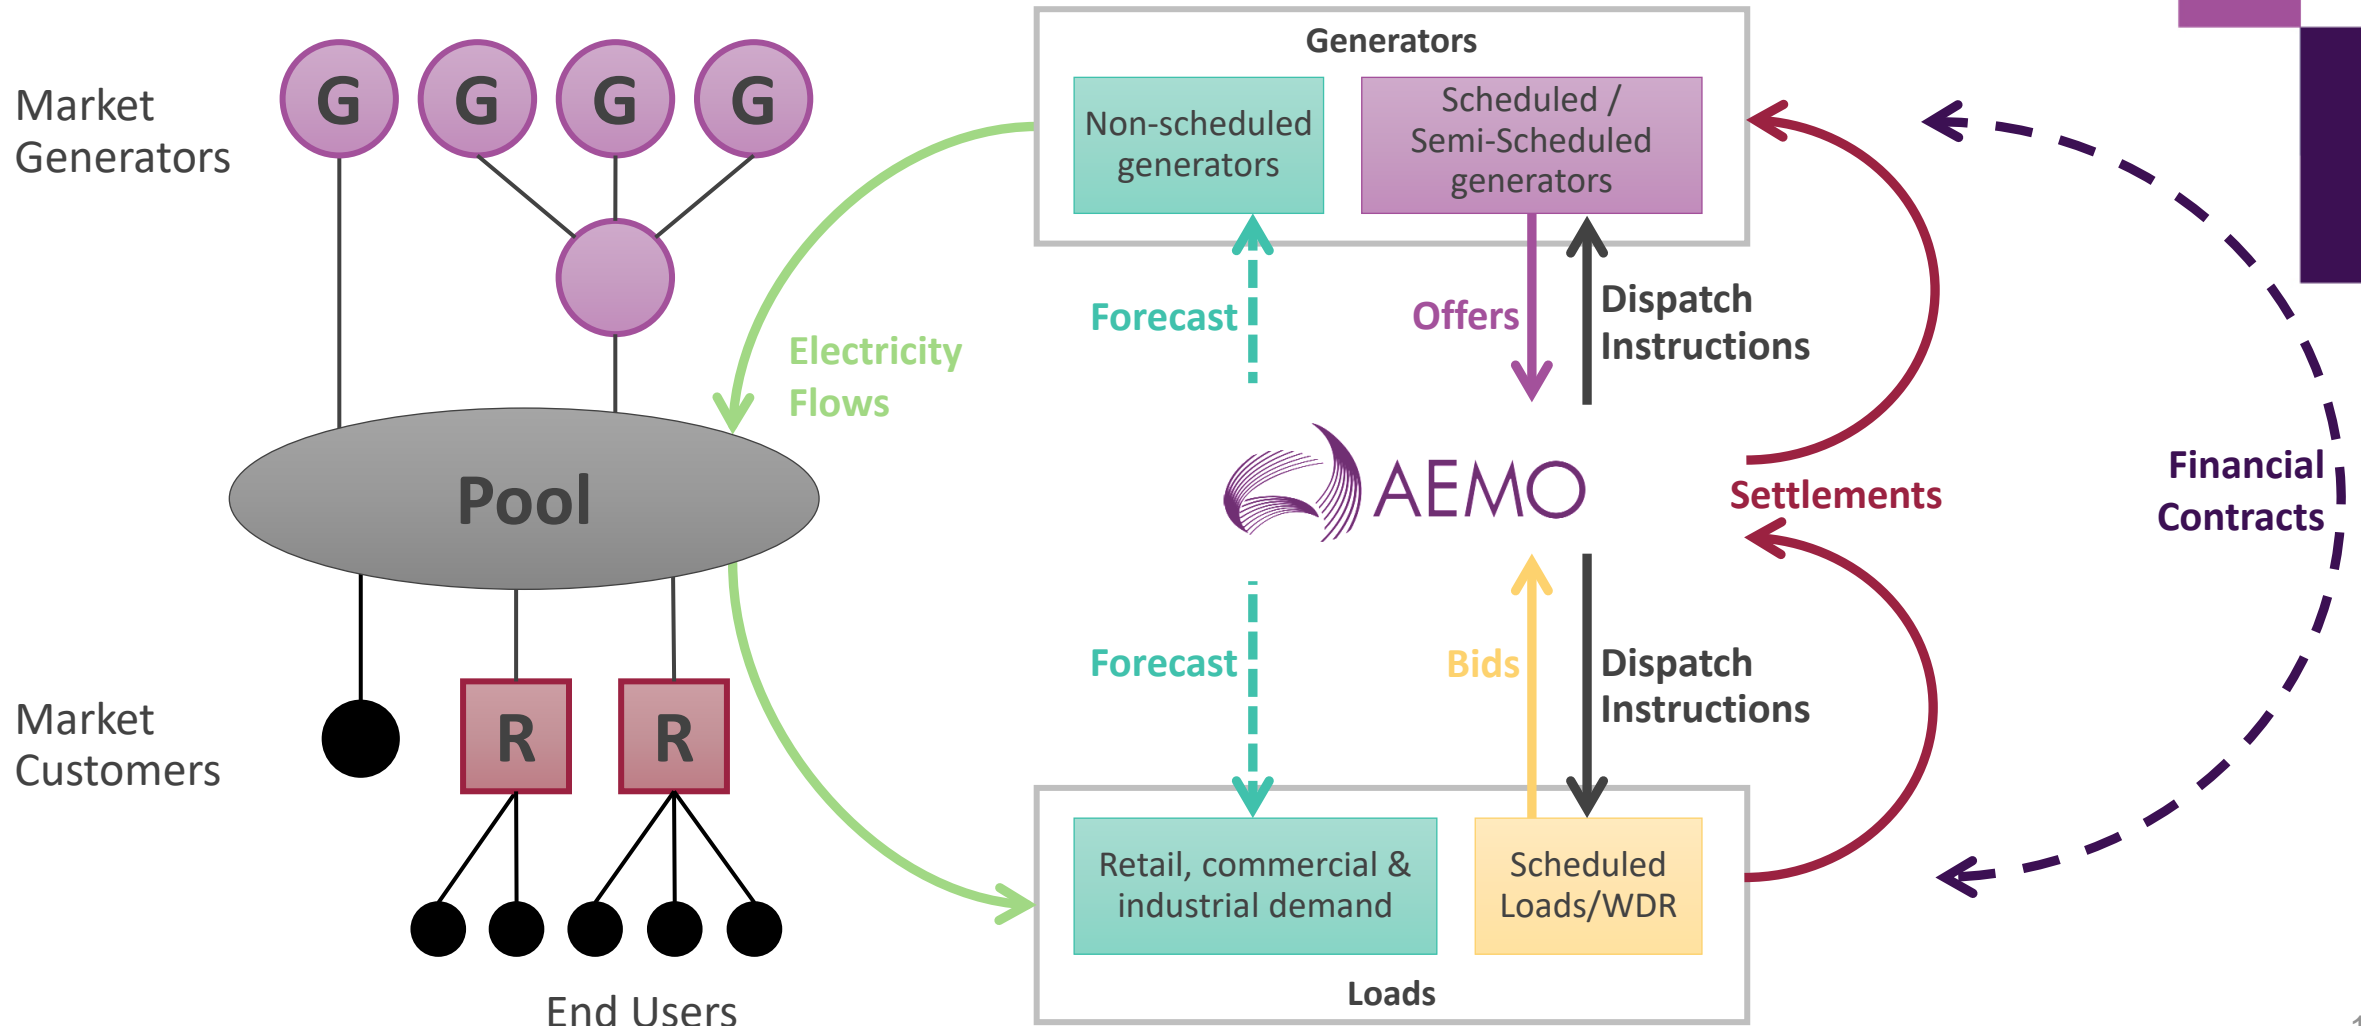 Market
Generators
G
G
G
G
Pool
Market
Customers
R
R
End Users
Electricity
Flows
Generators
Non-scheduled
generators
Scheduled /
Semi-Scheduled
generators
Forecast
Offers
Dispatch
Instructions
AEMO
Settlements
Financial
Contracts
Forecast
Bids
Dispatch
Instructions
Retail, commercial &
industrial demand
Scheduled
Loads/WDR
Loads